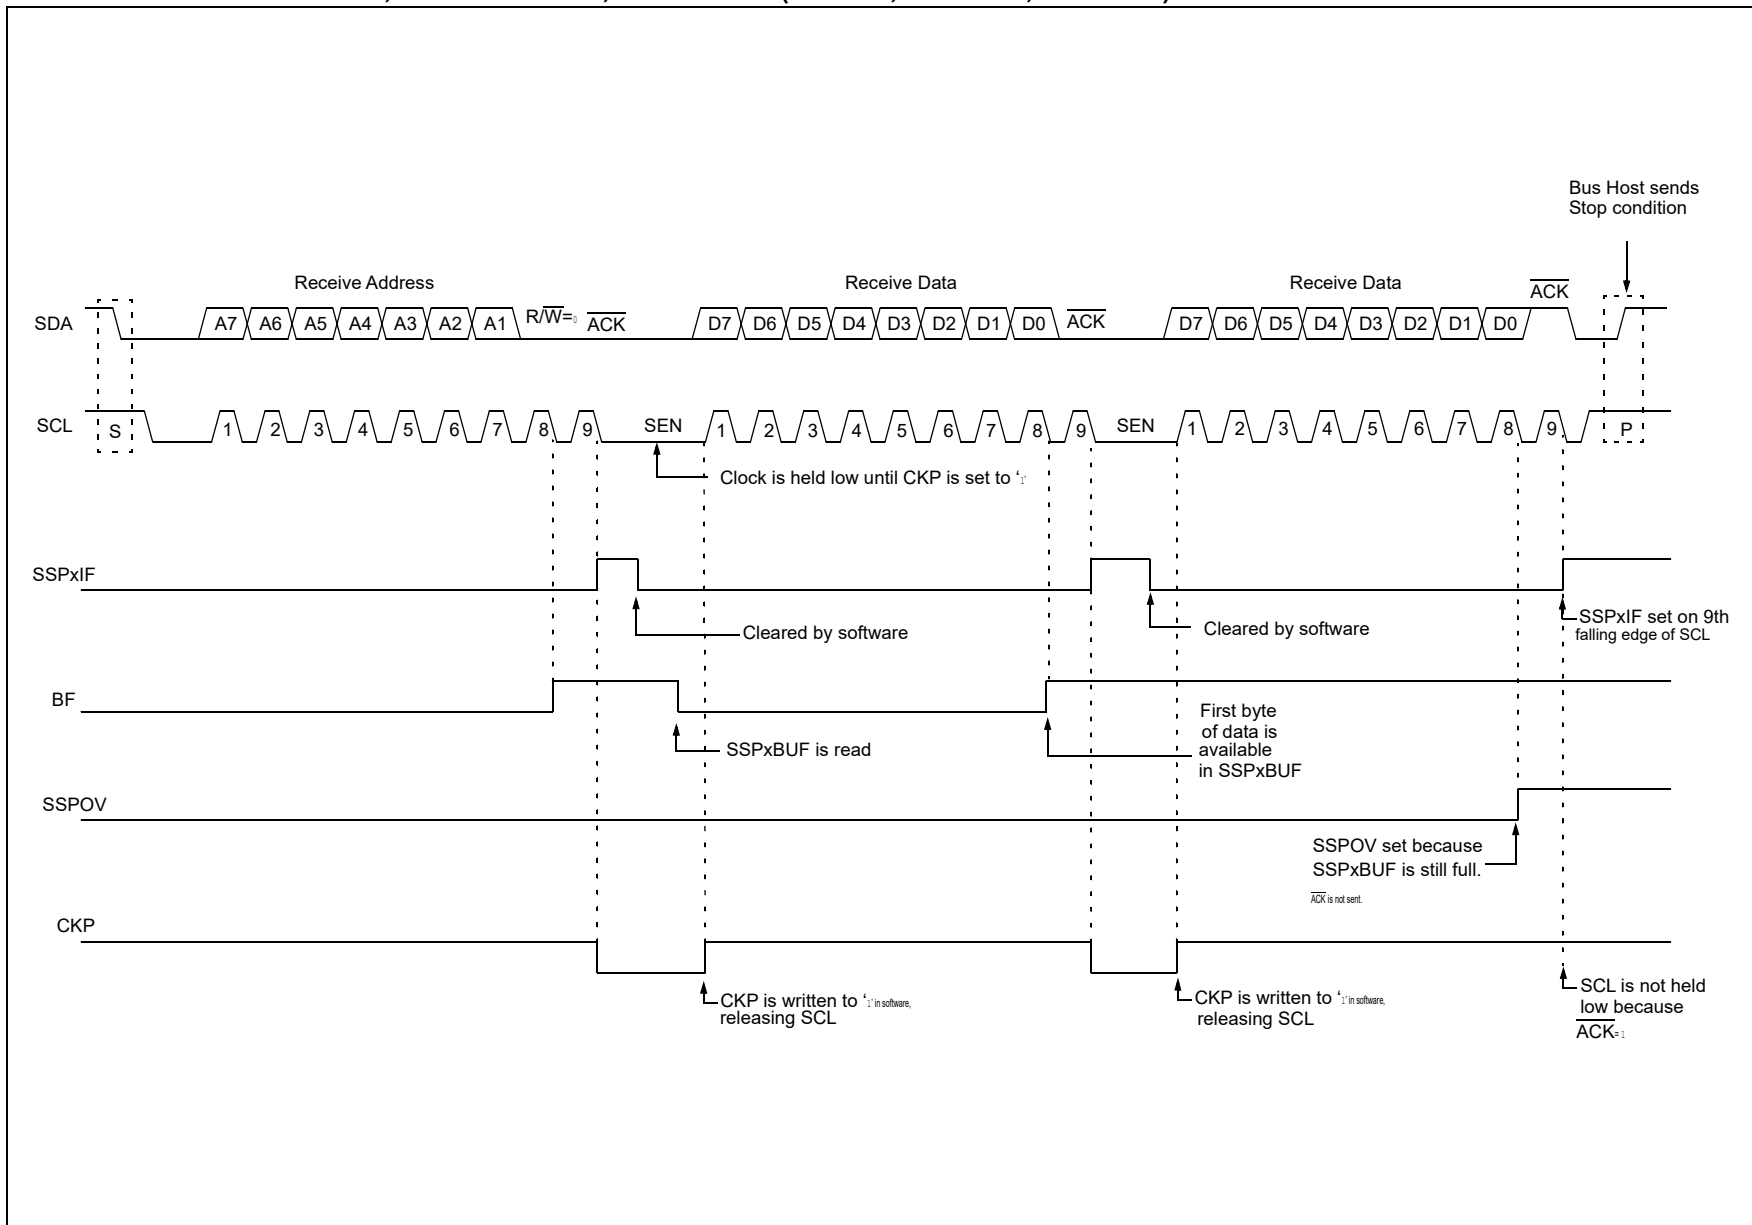 Bus Host sends
Stop condition
Receive Address
Receive Data
Receive Data
ACK
SDA
A7 A6 A5 A4 A3 A2 A1 R/W=0 ACK
D7 D6 D5 D4 D3 D2 D1 D0 ACK
D7 D6 D5 D4 D3 D2 D1 D0
SCL
S
1 2 3 4 5 6 7 8 9
SEN
1 2 3 4 5 6 7 8 9
SEN
1 2 3 4 5 6 7 8 9
P
Clock is held low until CKP is set to ‘1’
SSPxIF
Cleared by software
Cleared by software
SSPxIF set on 9th
falling edge of SCL
BF
SSPxBUF is read
First byte
of data is
available
in SSPxBUF
SSPOV
SSPOV set because
SSPxBUF is still full.
ACK is not sent.
CKP
CKP is written to ‘1’ in software,
releasing SCL
CKP is written to ‘1’ in software,
releasing SCL
SCL is not held
low because
ACK= 1